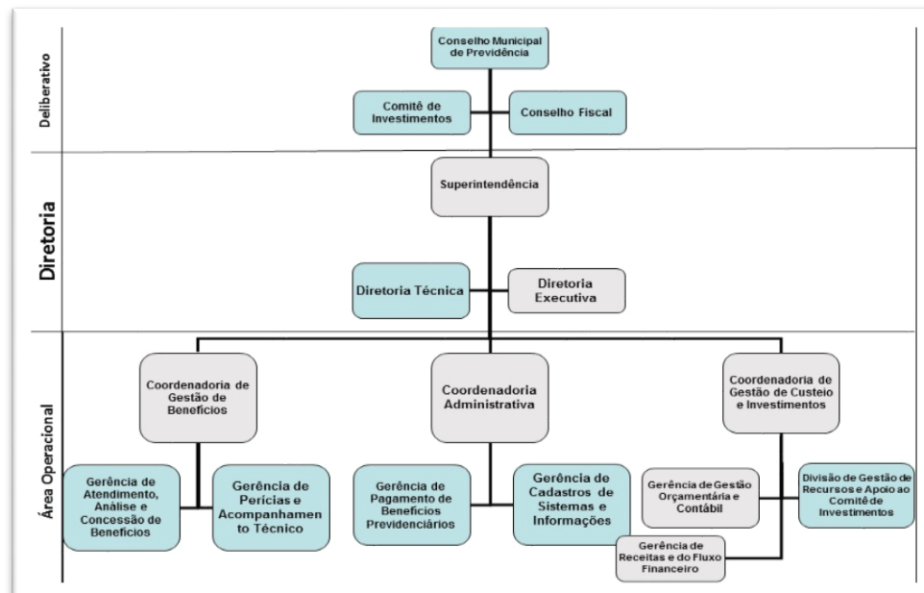 Deliberativo
Conselho Municipal
de Previdência
Comitê de
Investimentos
Conselho Fiscal
Diretoria
Superintendência
Diretoria Técnica
Diretoria
Executiva
Área Operacional
Coordenadoria de
Gestão de
Benefícios
Coordenadoria
Administrativa
Coordenadoria de
Gestão de Custeio
e Investimentos
Gerência de
Atendimento,
Análise e
Concessão de
Benefícios
Gerência de
Perícias e
Acompanhame
nto Técnico
Gerência de
Pagamento de
Benefícios
Previdenciários
Gerência de
Cadastros de
Sistemas e
Informações
Gerência de Gestão
Orçamentária e
Contábil
Divisão de Gestão de
Recursos e Apoio ao
Comitê de
Investimentos
Gerência de
Receitas e do Fluxo
Financeiro